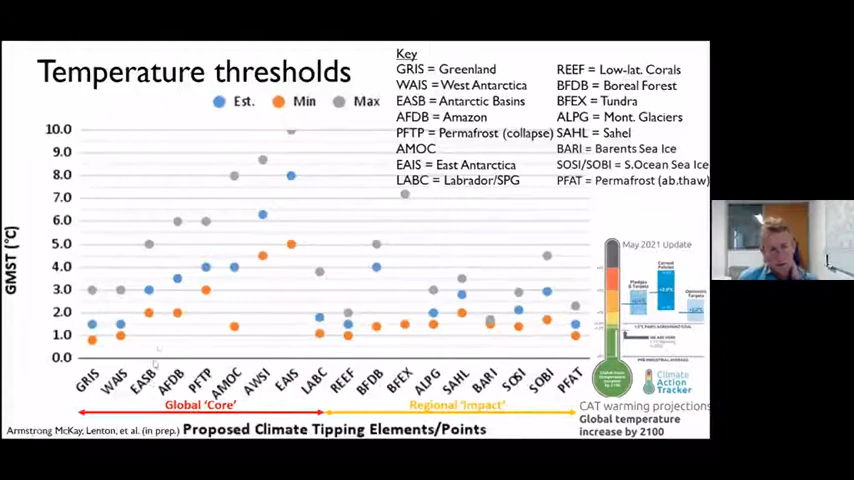 Temperature thresholds
Est. Min Max
Key
GRIS = Greenland
WAIS = West Antarctica
EASB = Antarctic Basins
AFDB = Amazon
PFTP = Permafrost (collapse)
AMOC
EAIS = East Antarctica
LABC = Labrador/SPG
REEF = Low-lat. Corals
BFDB = Boreal Forest
BFEX = Tundra
ALPG = Mont. Glaciers
SAHL = Sahel
BARI = Barents Sea Ice
SOSI/SOBI = S.Ocean Sea Ice
PFAT = Permafrost (ab.thaw)
GMST (°C)
10.0
9.0
8.0
7.0
6.0
5.0
4.0
3.0
2.0
1.0
0.0
GRIS WAIS EASB AFDB PFTP AMOC AWSI EAIS LABC REEF BFDB BFEX ALPG SAHL BARI SOSI SOBI PFAT
Global 'Core'
Regional 'Impact'
Armstrong McKay, Lenton, et al. (in prep.)
Proposed Climate Tipping Elements/Points
May 2021 Update
Climate
Action
Tracker
CAT warming projections
Global temperature
increase by 2100